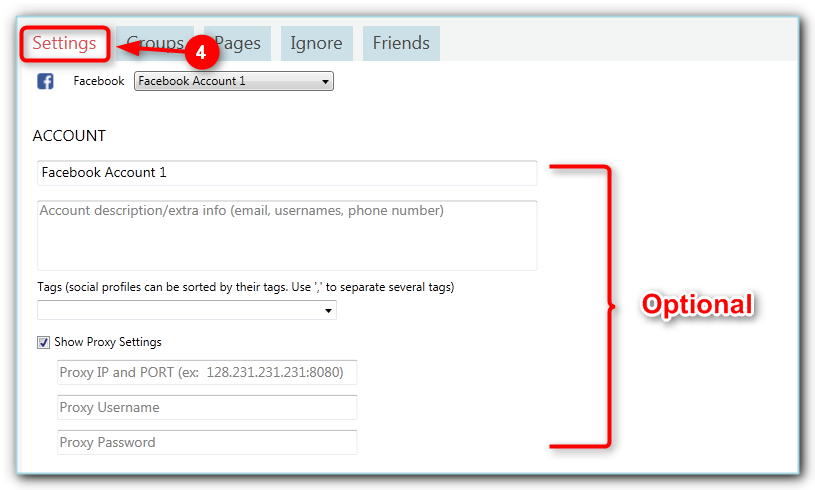 Settings Groups Pages Ignore Friends
4
Facebook Facebook Account 1
ACCOUNT
Facebook Account 1
Account description/extra info (email, usernames, phone number)
Tags (social profiles can be sorted by their tags. Use ',' to separate several tags)
Optional
Show Proxy Settings
Proxy IP and PORT (ex: 128.231.231.231:8080)
Proxy Username
Proxy Password